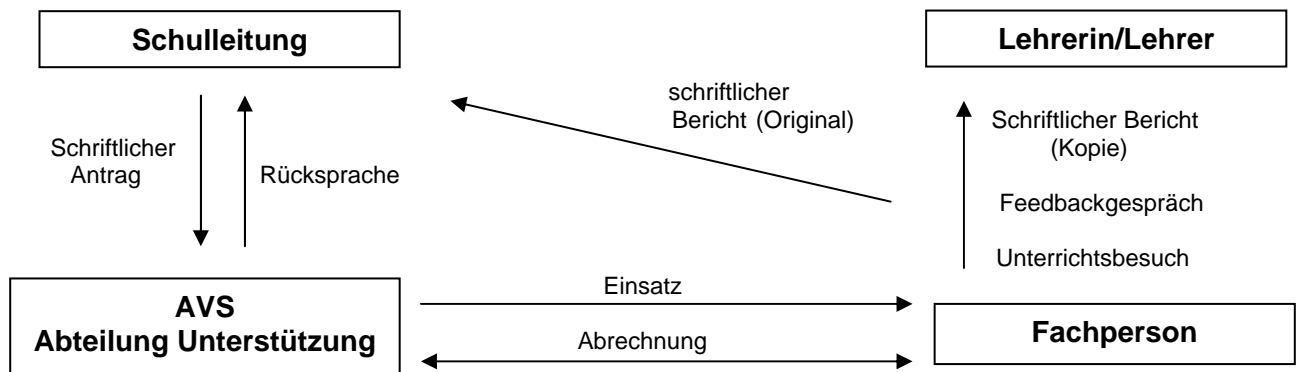 Schulleitung
Lehrerin/Lehrer
schriftlicher
Bericht (Original)
Schriftlicher Bericht
(Kopie)
Schriftlicher
Antrag
Rücksprache
Feedbackgespräch
Unterrichtsbesuch
AVS
Abteilung Unterstützung
Einsatz
Abrechnung
Fachperson